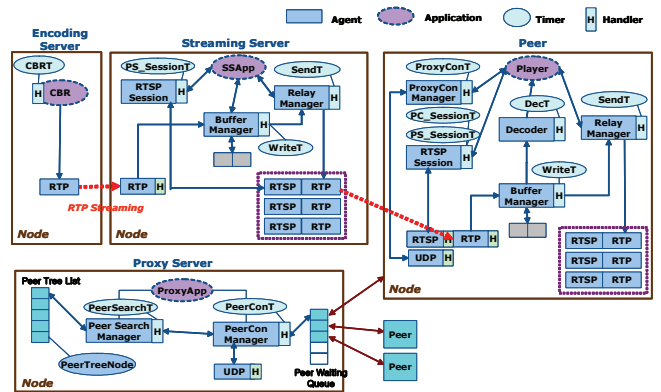 Agent
Application
Timer
H
Handler
Encoding
Server
Streaming Server
Peer
CBRT
H
CBR
RTP
Node
RTP Streaming
PS_SessionT
RTSP
Session
H
SSApp
SendT
Relay
Manager
H
Buffer
Manager
H
WriteT
RTP
H
RTSP
RTP
RTSP
RTP
RTSP
RTP
Node
ProxyConT
ProxyCon
Manager
H
Player
PC_SessionT
PS_SessionT
RTSP
Session
H
DecT
Decoder
H
SendT
Relay
Manager
H
WriteT
Buffer
Manager
H
RTSP
H
RTP
H
UDP
H
RTSP
RTP
RTSP
RTP
RTSP
RTP
Node
Proxy Server
Peer Tree List
ProxyApp
PeerSearchT
PeerConT
Peer Search
Manager
H
PeerCon
Manager
H
PeerTreeNode
UDP
H
Peer Waiting
Queue
Node
Peer
Peer